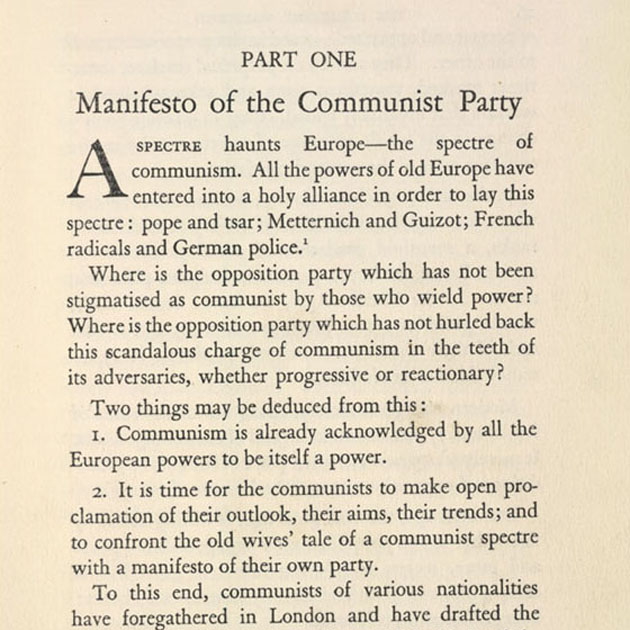 PART ONE
Manifesto of the Communist Party
A SPECTRE haunts Europe—the spectre of
communism. All the powers of old Europe have
entered into a holy alliance in order to lay this
spectre: pope and tsar; Metternich and Guizot; French
radicals and German police.¹
Where is the opposition party which has not been
stigmatised as communist by those who wield power?
Where is the opposition party which has not hurled back
this scandalous charge of communism in the teeth of
its adversaries, whether progressive or reactionary?
Two things may be deduced from this:
1. Communism is already acknowledged by all the
European powers to be itself a power.
2. It is time for the communists to make open pro-
clamation of their outlook, their aims, their trends; and
to confront the old wives' tale of a communist spectre
with a manifesto of their own party.
To this end, communists of various nationalities
have foregathered in London and have drafted the